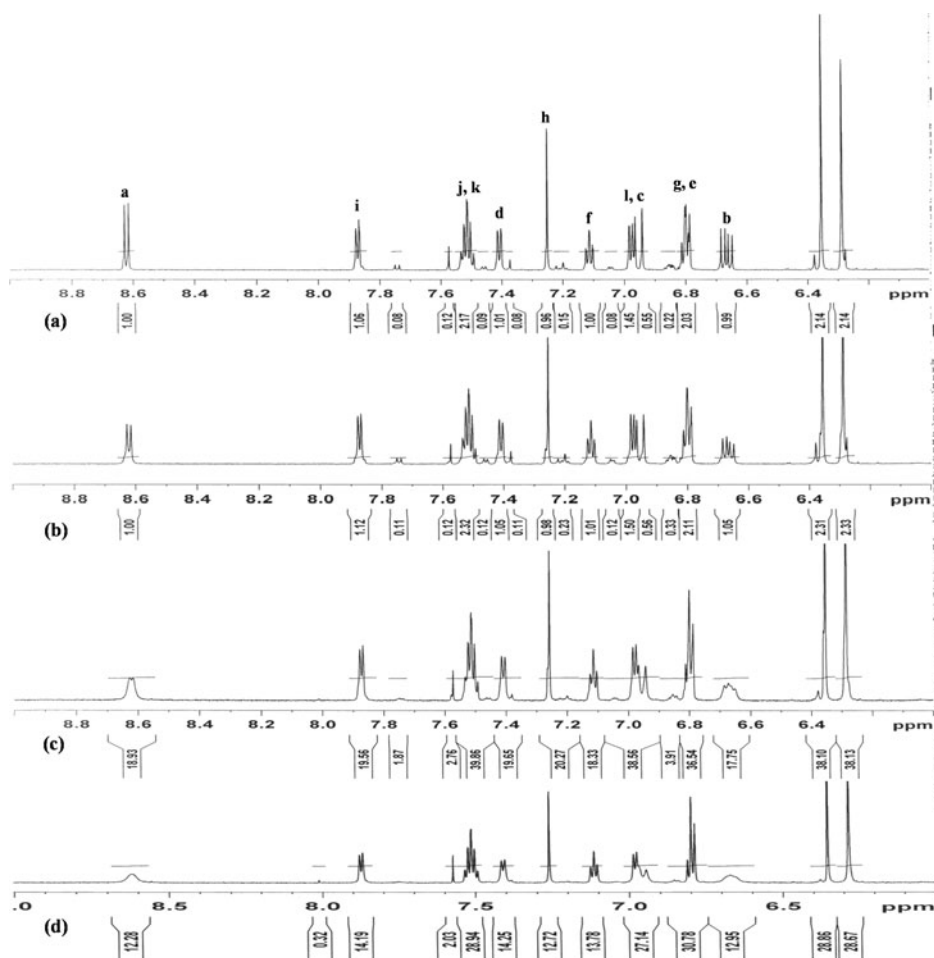 h
a
i
j, k
d
f
l, c
g, e
b
8.8 8.6 8.4 8.2 8.0 7.8 7.6 7.4 7.2 7.0 6.8 6.6 6.4 ppm
(a)
1.00 1.06 0.08 0.12 2.17 0.09 1.01 0.08 0.96 0.15 1.00 0.08 1.45 0.55 0.22 2.03 0.99 2.14 2.14
8.8 8.6 8.4 8.2 8.0 7.8 7.6 7.4 7.2 7.0 6.8 6.6 6.4 ppm
(b)
1.00 1.12 0.11 0.12 2.32 0.12 1.05 0.11 0.98 0.23 1.01 0.12 1.50 0.56 0.33 2.11 1.05 2.31 2.33
8.8 8.6 8.4 8.2 8.0 7.8 7.6 7.4 7.2 7.0 6.8 6.6 6.4 ppm
(c)
18.93 19.56 1.87 2.76 39.86 19.65 20.27 18.33 38.56 3.91 36.54 17.75 38.10 38.13
.0 8.5 8.0 7.5 7.0 6.5 ppm
(d)
12.28 0.32 14.19 2.03 28.94 14.25 12.72 13.78 27.14 30.78 12.95 28.86 28.67